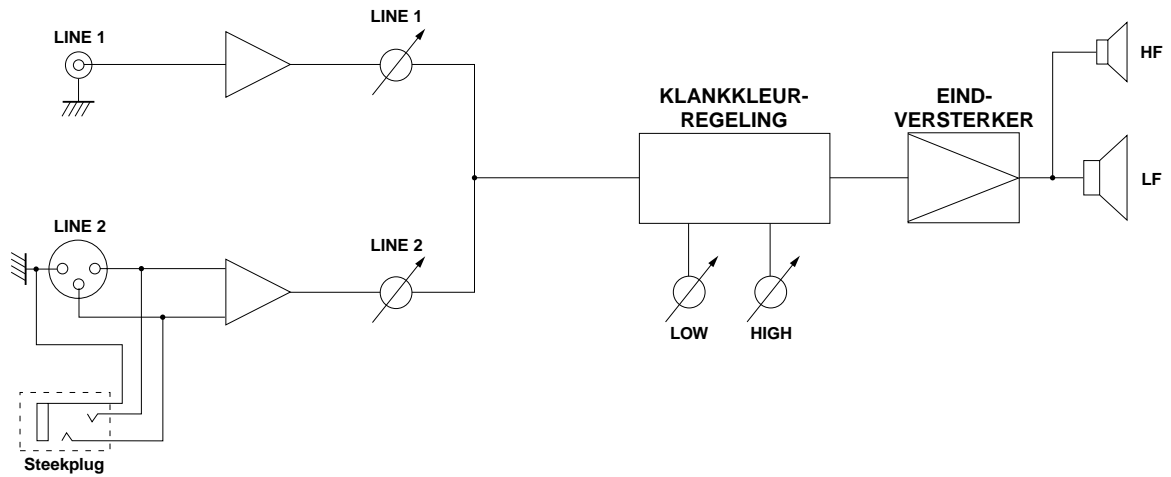 LINE 1
LINE 1
HF
KLANKKLEUR-
REGELING
EIND-
VERSTERKER
LF
LINE 2
LINE 2
LOW
HIGH
Steekplug